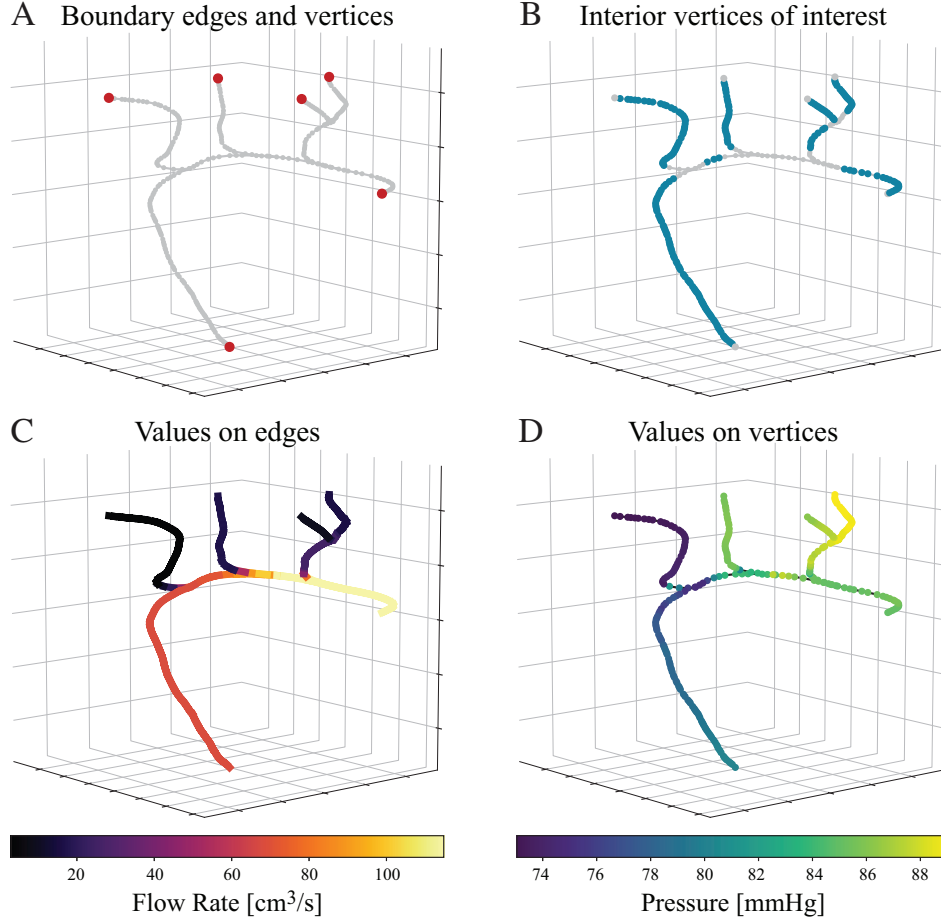 A Boundary edges and vertices
B Interior vertices of interest
C Values on edges
D Values on vertices
20 40 60 80 100
Flow Rate [cm³/s]
74 76 78 80 82 84 86 88
Pressure [mmHg]